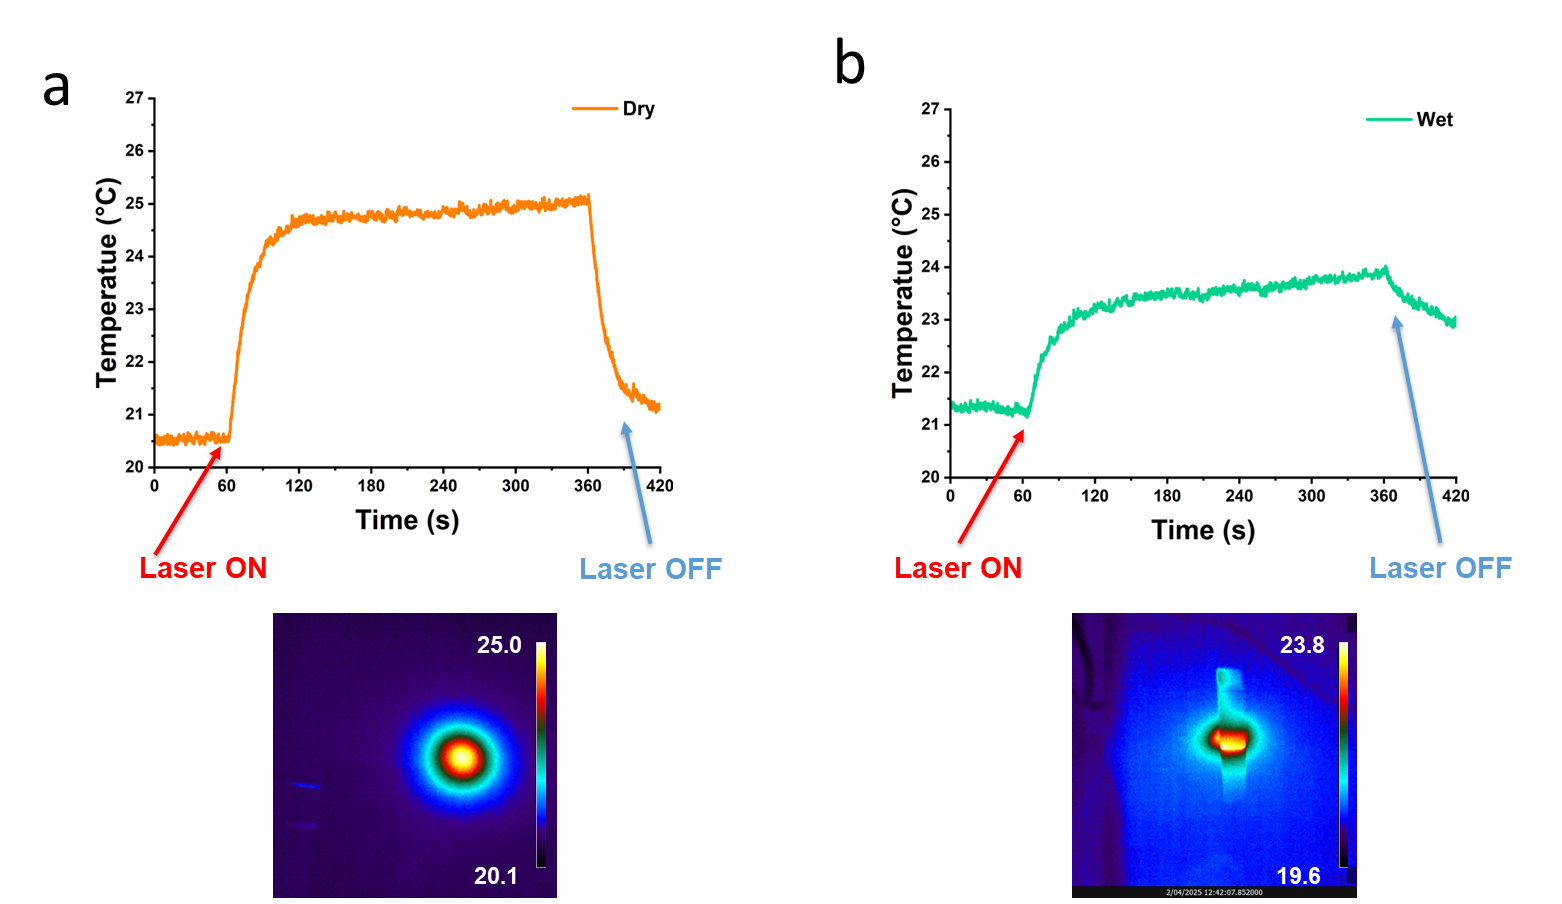 a
27
26
25
24
23
22
21
20
Temperatue (°C)
Dry
0 60 120 180 240 300 360 420
Time (s)
Laser ON
Laser OFF
25.0
20.1
b
27
26
25
24
23
22
21
20
Temperatue (°C)
Wet
0 60 120 180 240 300 360 420
Time (s)
Laser ON
Laser OFF
23.8
19.6
2/04/2025 12:42:07.852000